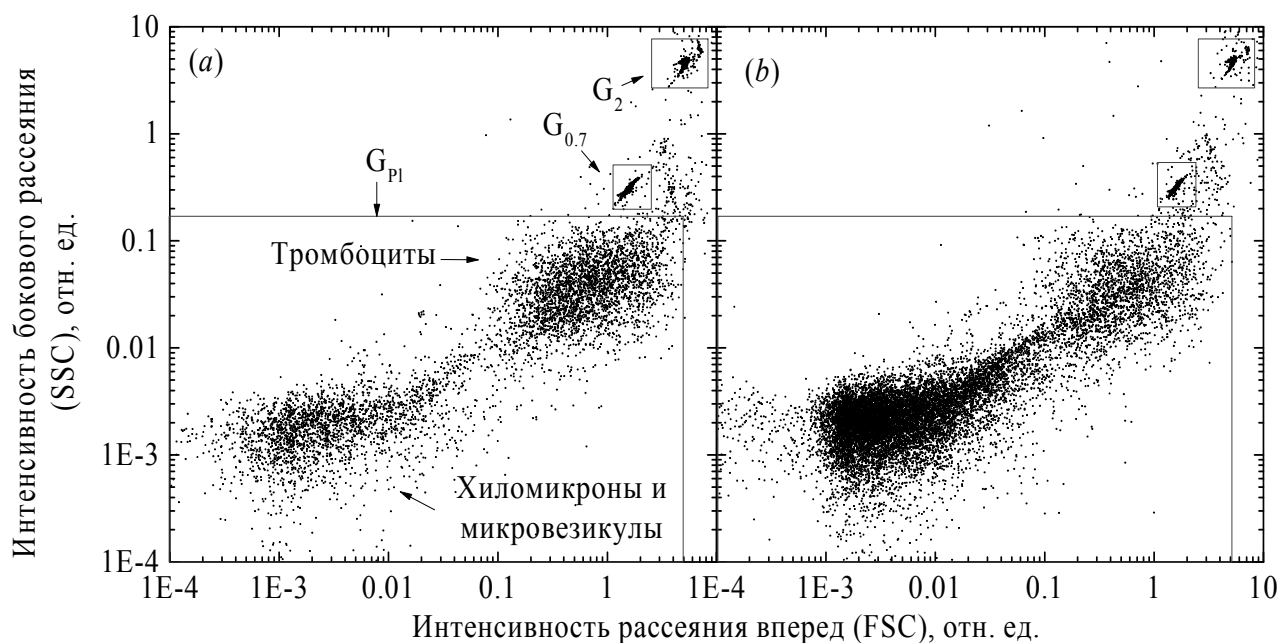 Интенсивность бокового рассеяния
(SSC), отн. ед.
10
1
0.1
0.01
1E-3
1E-4
(a)
G2
G0.7
GPl
Тромбоциты
Хиломикроны и
микровезикулы
(b)
1E-4 1E-3 0.01 0.1 1 1E-3 0.01 0.1 1 10
Интенсивность рассеяния вперед (FSC), отн. ед.